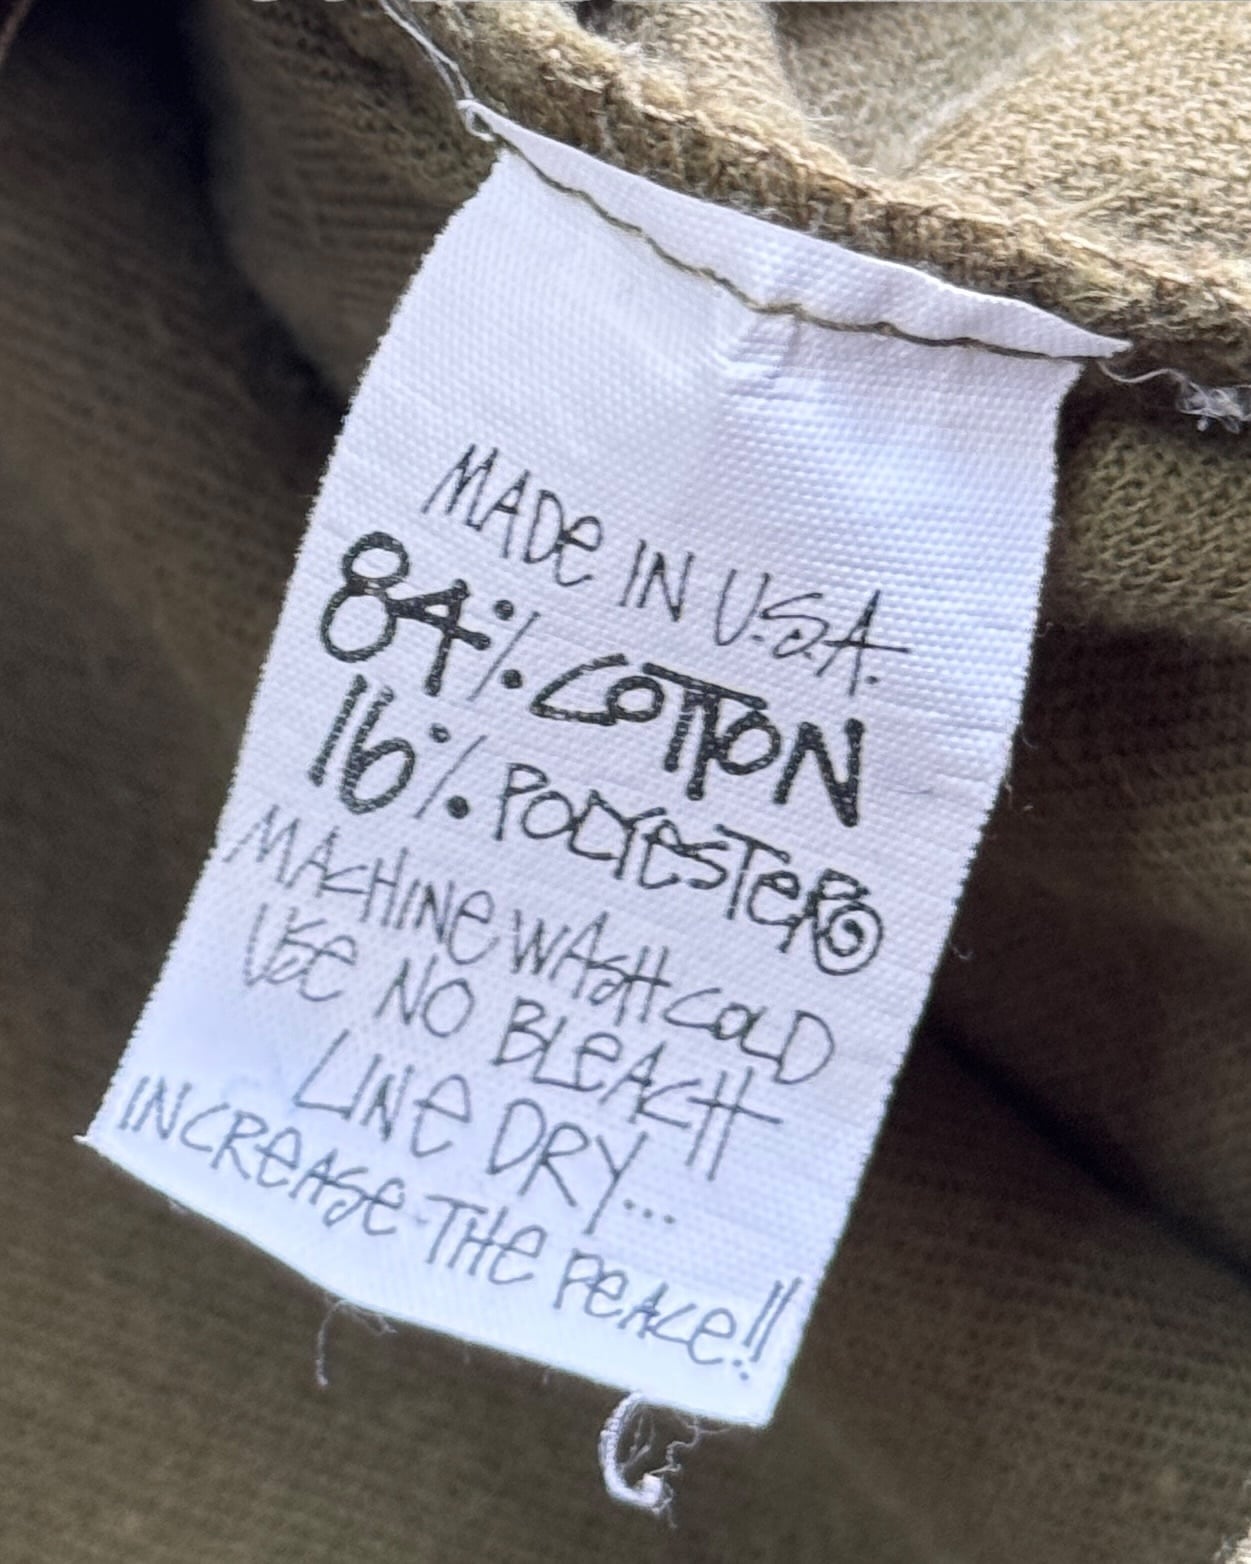 MADe IN U.S.A.
84% COTTON
16% POLYESTeR
MACHINe WASH COLD
USe NO BLeACH
LINe DRY...
INCReASe THe PeACe!!